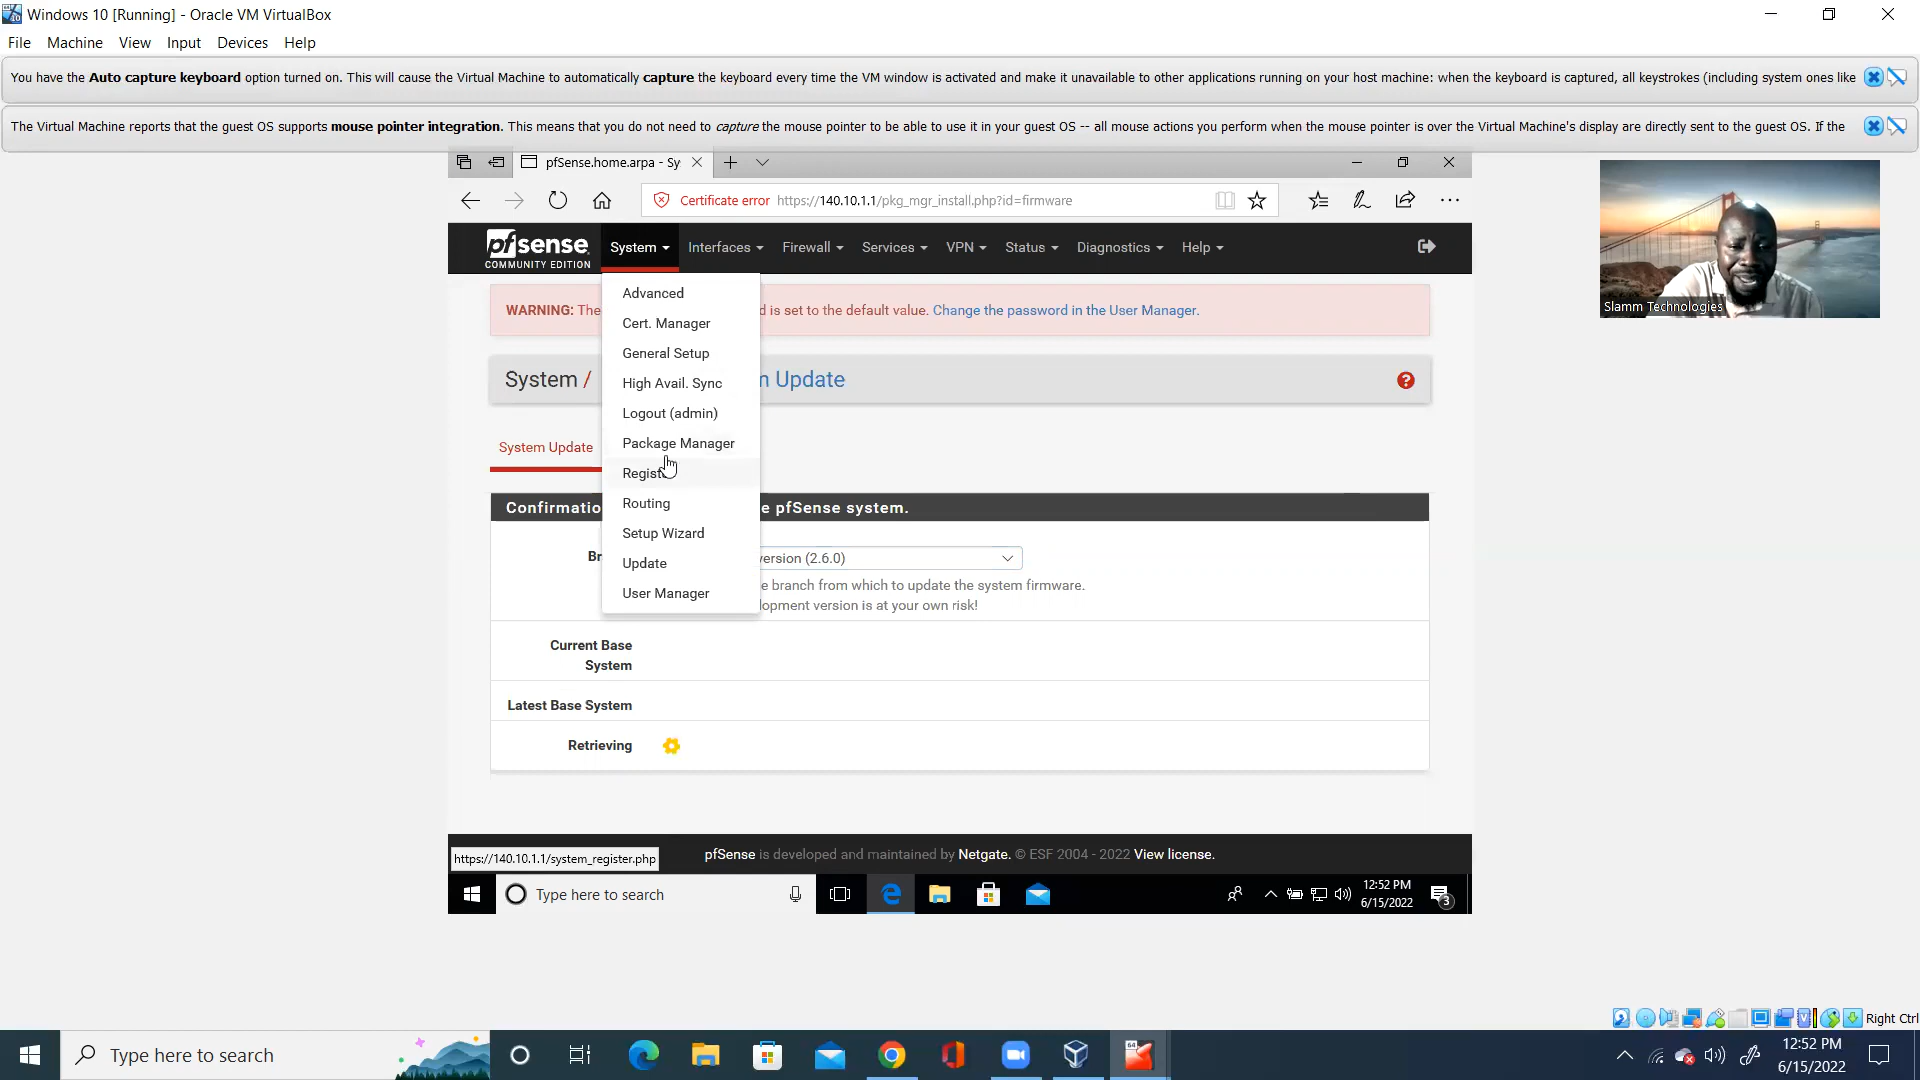 Windows 10 [Running] - Oracle VM VirtualBox
File Machine View Input Devices Help
You have the Auto capture keyboard option turned on. This will cause the Virtual Machine to automatically capture the keyboard every time the VM window is activated and make it unavailable to other applications running on your host machine: when the keyboard is captured, all keystrokes (including system ones like
The Virtual Machine reports that the guest OS supports mouse pointer integration. This means that you do not need to capture the mouse pointer to be able to use it in your guest OS -- all mouse actions you perform when the mouse pointer is over the Virtual Machine's display are directly sent to the guest OS. If the
pfSense.home.arpa - Sy
Certificate error https://140.10.1.1/pkg_mgr_install.php?id=firmware
pfsense
COMMUNITY EDITION
System Interfaces Firewall Services VPN Status Diagnostics Help
Slamm Technologies
Advanced
WARNING: The d is set to the default value. Change the password in the User Manager.
Cert. Manager
General Setup
System / m Update
High Avail. Sync
Logout (admin)
Package Manager
System Update
Regist
Routing
Confirmatio e pfSense system.
Setup Wizard
Br version (2.6.0)
Update
e branch from which to update the system firmware.
User Manager
lopment version is at your own risk!
Current Base
System
Latest Base System
Retrieving
pfSense is developed and maintained by Netgate. © ESF 2004 - 2022 View license.
https://140.10.1.1/system_register.php
Type here to search
12:52 PM
6/15/2022
3
Right Ctrl
Type here to search
12:52 PM
6/15/2022